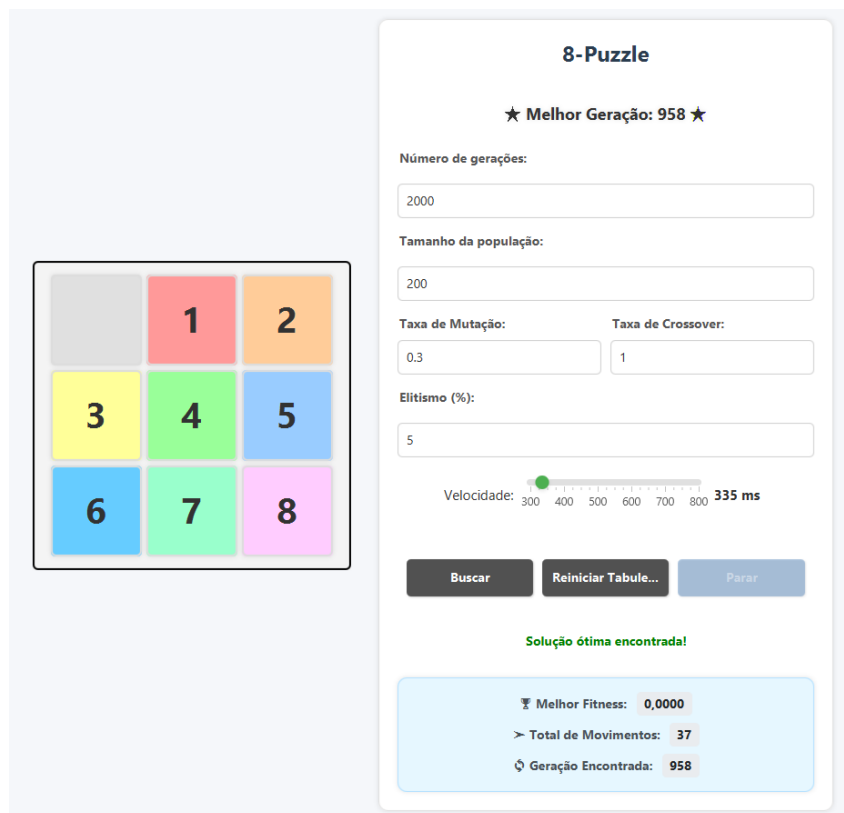 8-Puzzle
★ Melhor Geração: 958 ★
Número de gerações:
2000
Tamanho da população:
200
Taxa de Mutação: Taxa de Crossover:
0.3 1
Elitismo (%):
5
Velocidade: 300 400 500 600 700 800 335 ms
Buscar Reiniciar Tabule... Parar
Solução ótima encontrada!
Melhor Fitness: 0,0000
➢ Total de Movimentos: 37
Geração Encontrada: 958
1 2
3 4 5
6 7 8